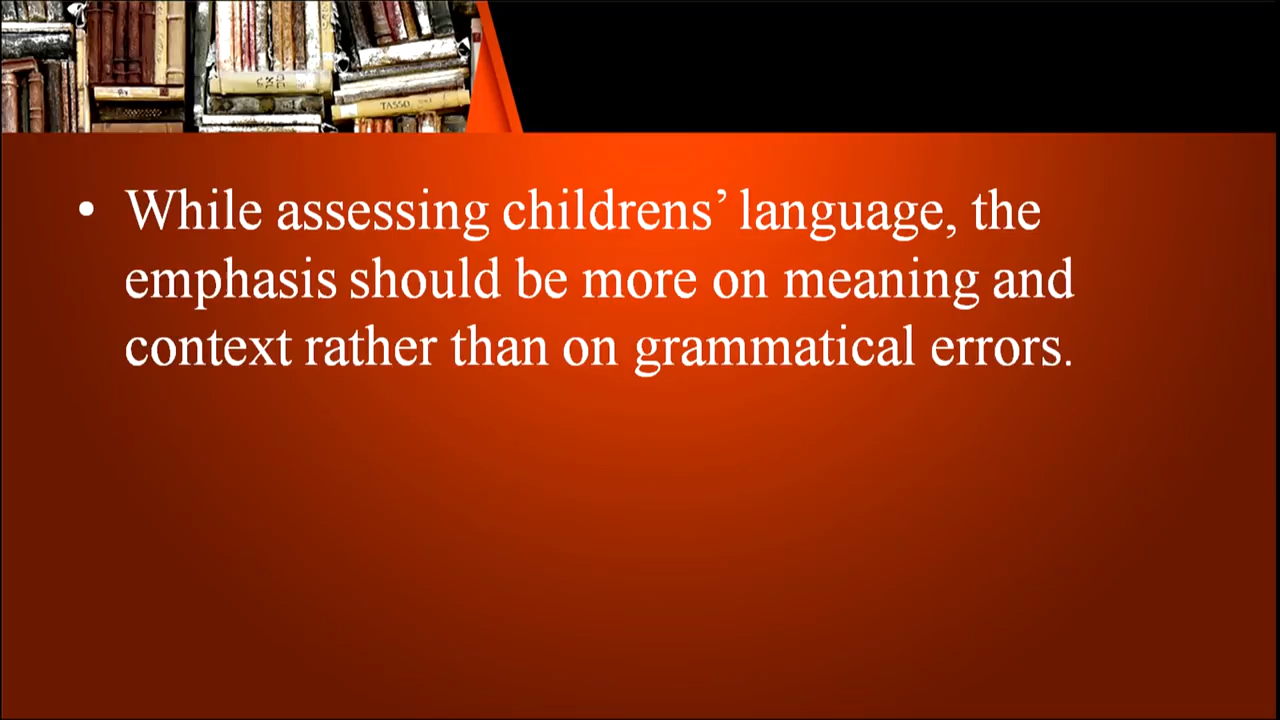 TASSO
• While assessing childrens’ language, the
emphasis should be more on meaning and
context rather than on grammatical errors.